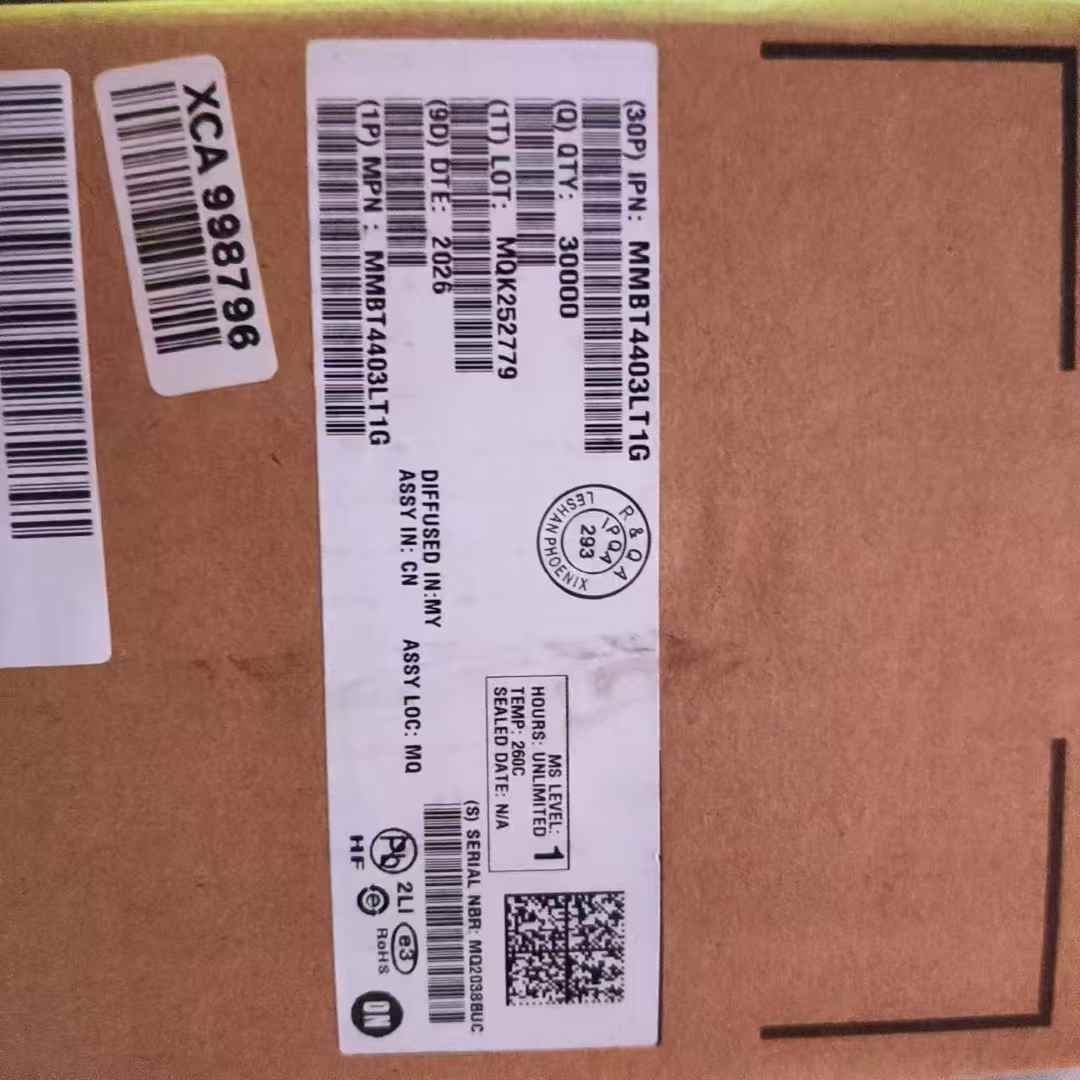 (30P) IPN: MMBT4403LT1G
(Q) QTY: 30000
(1T) LOT: MQK252779
(9D) DTE: 2026
(1P) MPN : MMBT4403LT1G
R & Q A
IPQA
293
LESHAN PHOENIX
DIFFUSED IN:MY
ASSY IN: CN ASSY LOC: MQ
MS LEVEL: 1
HOURS: UNLIMITED
TEMP: 260C
SEALED DATE: N/A
(S) SERIAL NBR: MQ20388UC
Pb 2LI e3
HF e RoHS
ON
XCA 998796